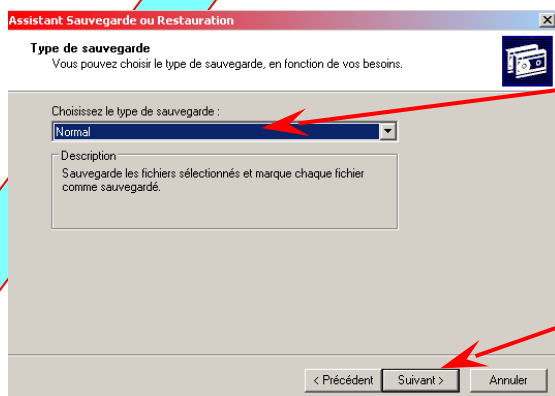 Assistant Sauvegarde ou Restauration
Type de sauvegarde
Vous pouvez choisir le type de sauvegarde, en fonction de vos besoins.
Choisissez le type de sauvegarde :
Normal
Description
Sauvegarde les fichiers sélectionnés et marque chaque fichier
comme sauvegardé.
< Précédent Suivant > Annuler